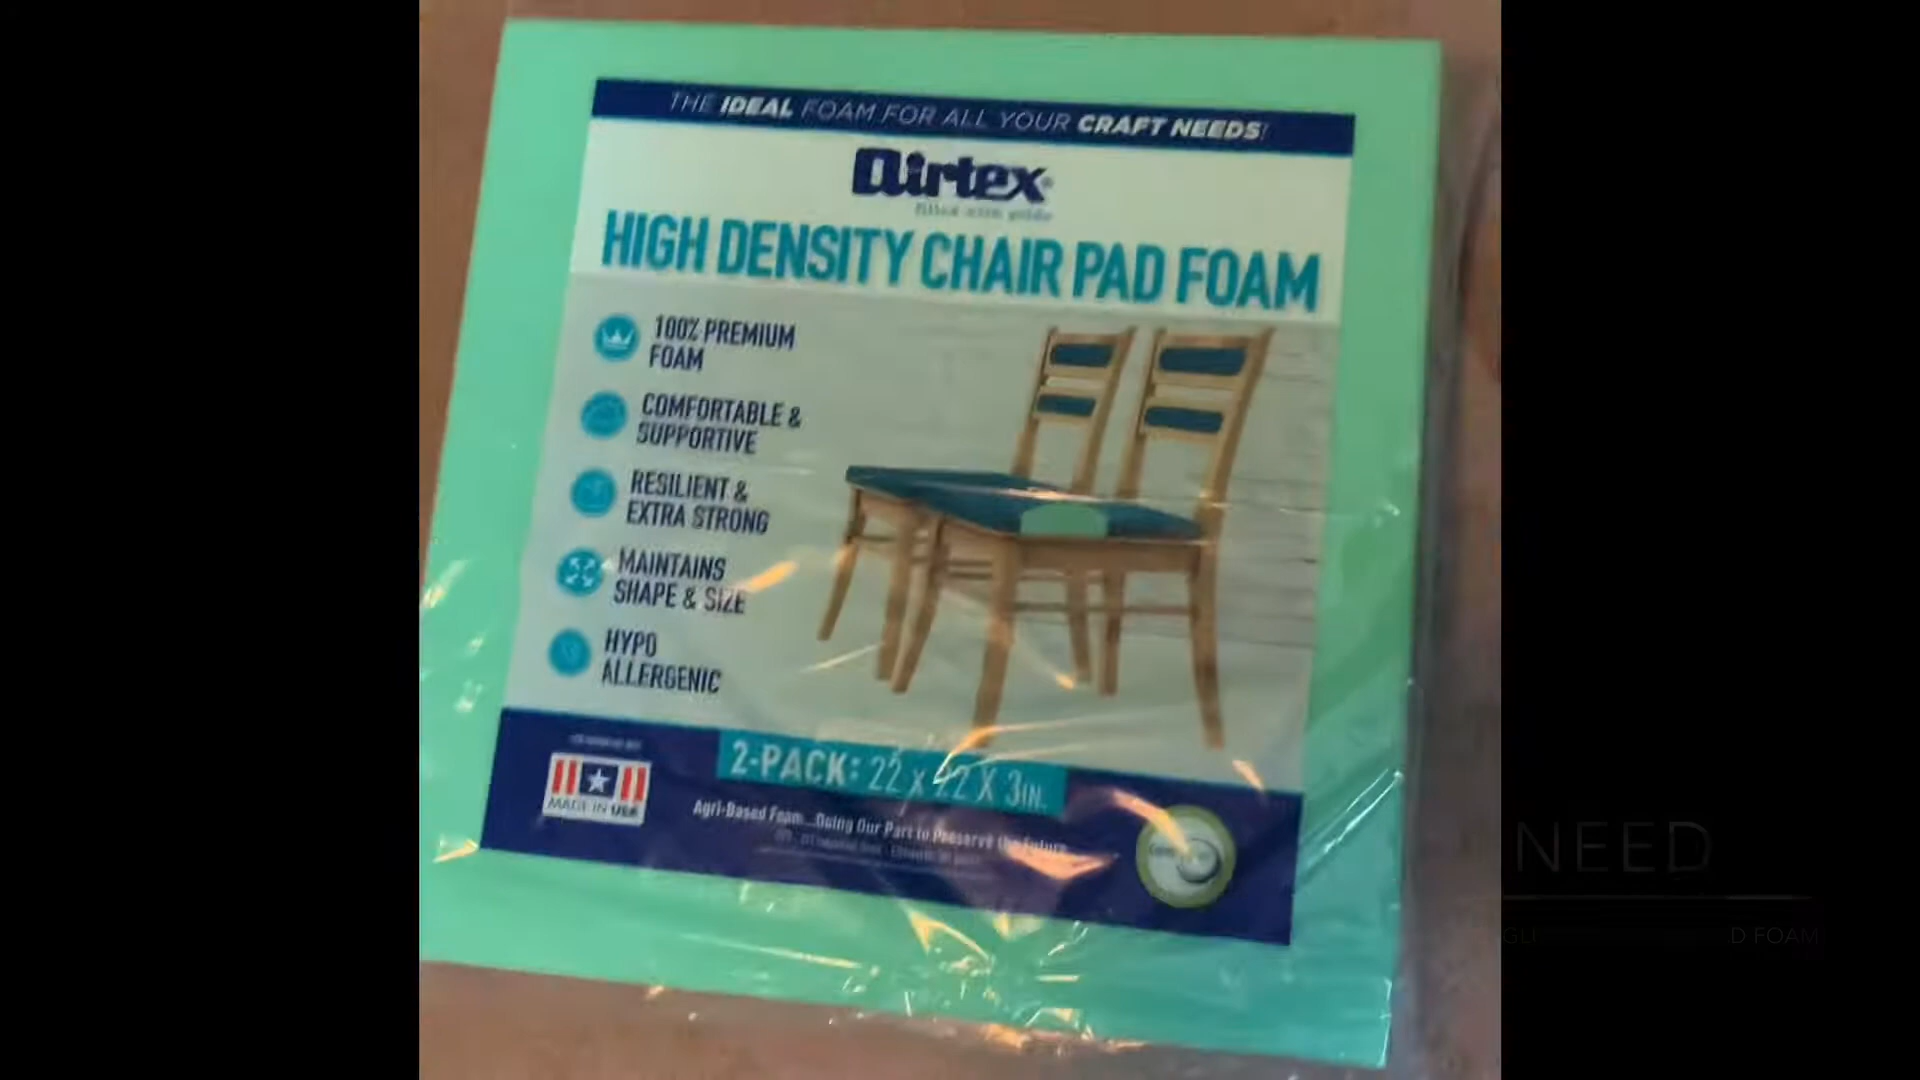 THE IDEAL FOAM FOR ALL YOUR CRAFT NEEDS!
Airtex®
HIGH DENSITY CHAIR PAD FOAM
100% PREMIUM
FOAM
COMFORTABLE &
SUPPORTIVE
RESILIENT &
EXTRA STRONG
MAINTAINS
SHAPE & SIZE
HYPO
ALLERGENIC
2-PACK: 22 X 22 X 3IN.
MADE IN USA
Agri-Based Foam...Doing Our Part to Preserve the Future
NEED
D FOAM